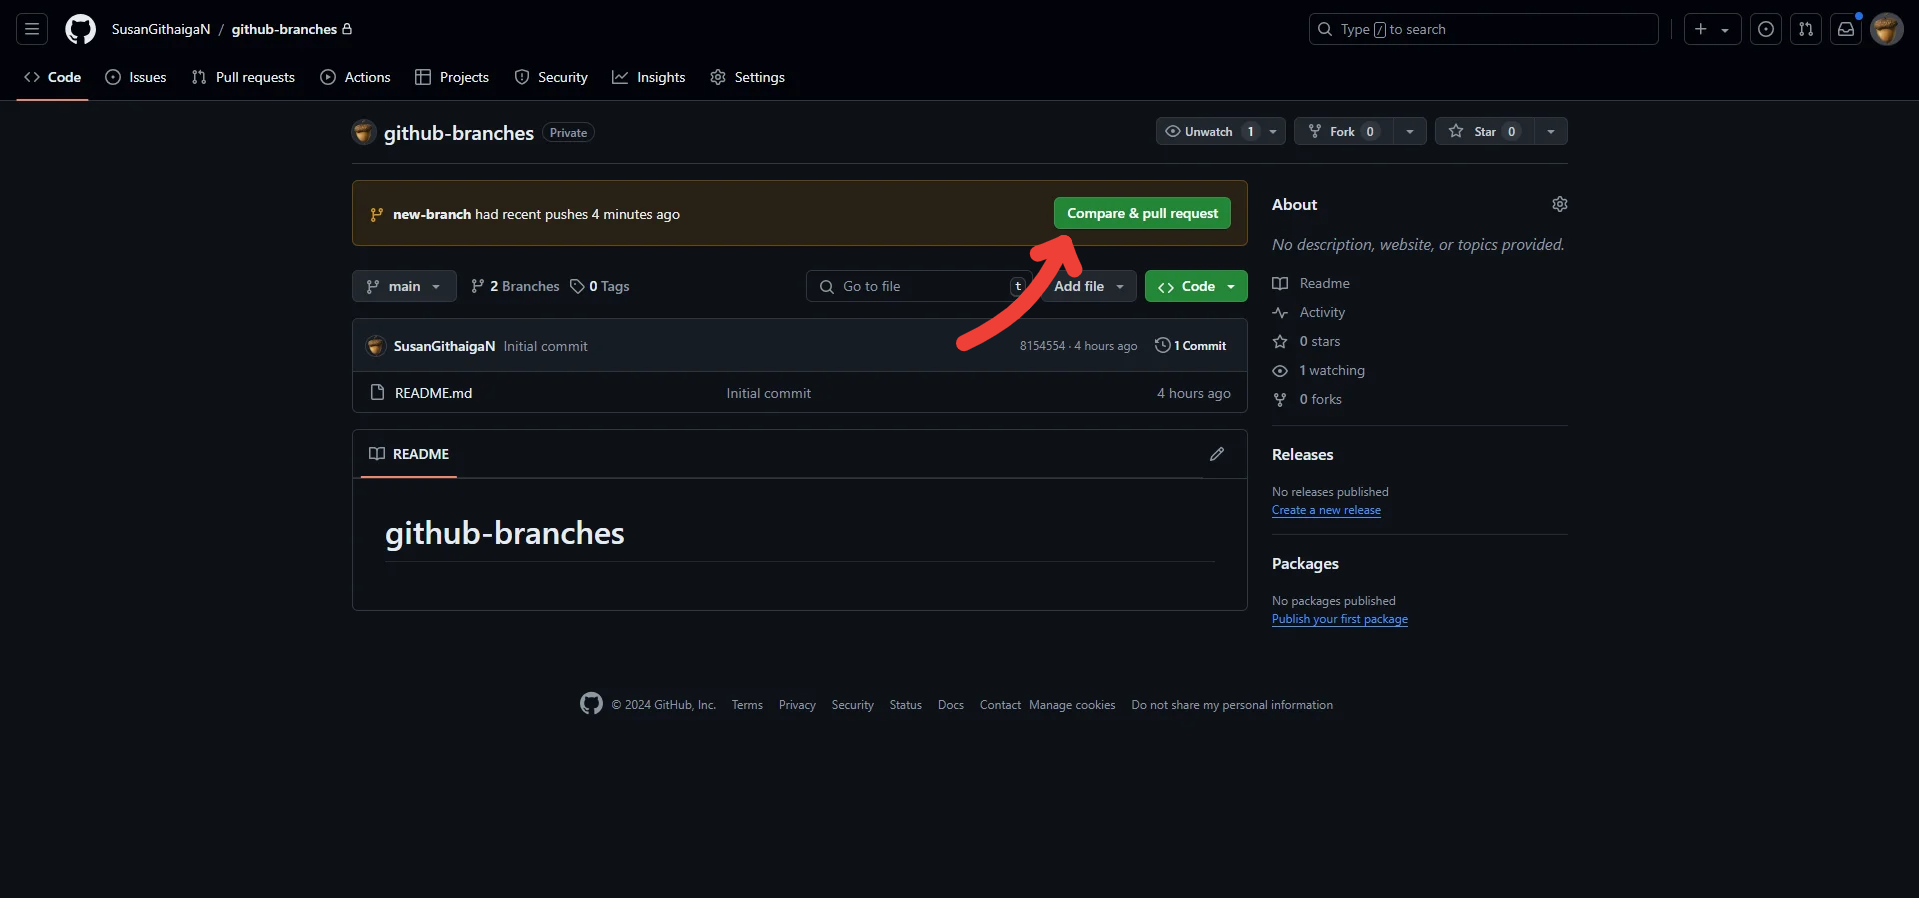 SusanGithaigaN / github-branches
Type / to search
Code Issues Pull requests Actions Projects Security Insights Settings
github-branches Private
Unwatch 1 Fork 0 Star 0
new-branch had recent pushes 4 minutes ago
Compare & pull request
main 2 Branches 0 Tags
Go to file t
Add file
Code
SusanGithaigaN Initial commit
8154554 · 4 hours ago 1 Commit
README.md Initial commit 4 hours ago
README
github-branches
About
No description, website, or topics provided.
Readme
Activity
0 stars
1 watching
0 forks
Releases
No releases published
Create a new release
Packages
No packages published
Publish your first package
© 2024 GitHub, Inc. Terms Privacy Security Status Docs Contact Manage cookies Do not share my personal information